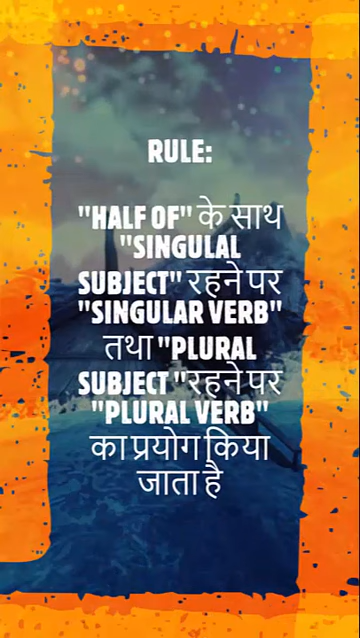 RULE:
"HALF OF" के साथ
"SINGULAL
SUBJECT" रहने पर
"SINGULAR VERB"
तथा "PLURAL
SUBJECT "रहने पर
"PLURAL VERB"
का प्रयोग किया
जाता है